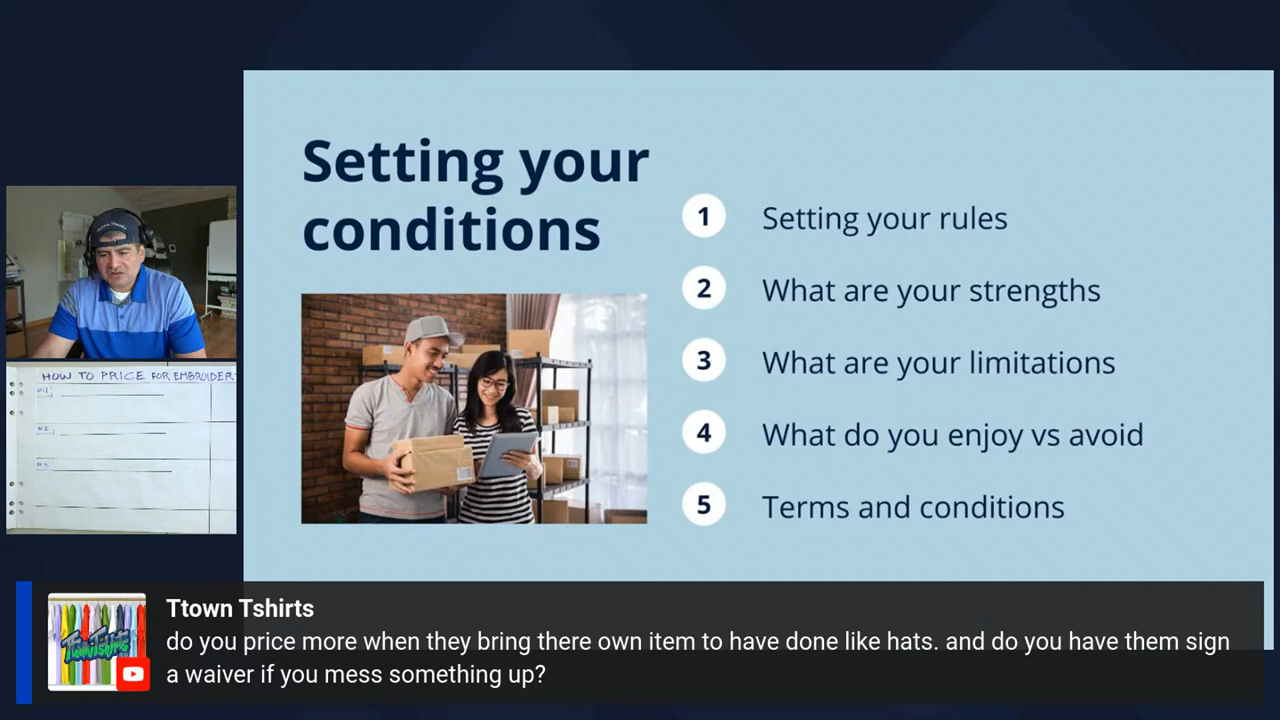 Setting your
conditions
1 Setting your rules
2 What are your strengths
3 What are your limitations
4 What do you enjoy vs avoid
5 Terms and conditions
HOW TO PRICE FOR EMBROIDER
Ttown Tshirts
do you price more when they bring there own item to have done like hats. and do you have them sign
a waiver if you mess something up?